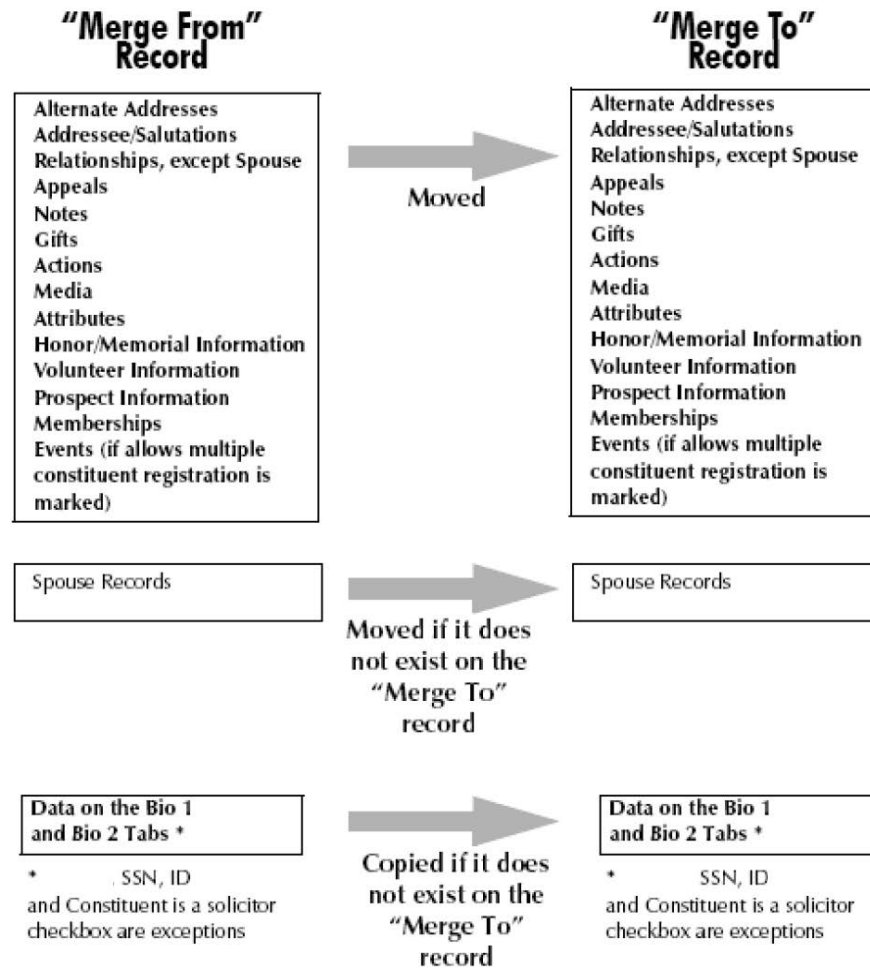 “Merge From”
Record
Alternate Addresses
Addressee/Salutations
Relationships, except Spouse
Appeals
Notes
Gifts
Actions
Media
Attributes
Honor/Memorial Information
Volunteer Information
Prospect Information
Memberships
Events (if allows multiple
constituent registration is
marked)
Moved
“Merge To”
Record
Alternate Addresses
Addressee/Salutations
Relationships, except Spouse
Appeals
Notes
Gifts
Actions
Media
Attributes
Honor/Memorial Information
Volunteer Information
Prospect Information
Memberships
Events (if allows multiple
constituent registration is
marked)
Spouse Records
Moved if it does
not exist on the
“Merge To”
record
Spouse Records
Data on the Bio 1
and Bio 2 Tabs *
* . SSN, ID
and Constituent is a solicitor
checkbox are exceptions
Copied if it does
not exist on the
“Merge To”
record
Data on the Bio 1
and Bio 2 Tabs *
* SSN, ID
and Constituent is a solicitor
checkbox are exceptions